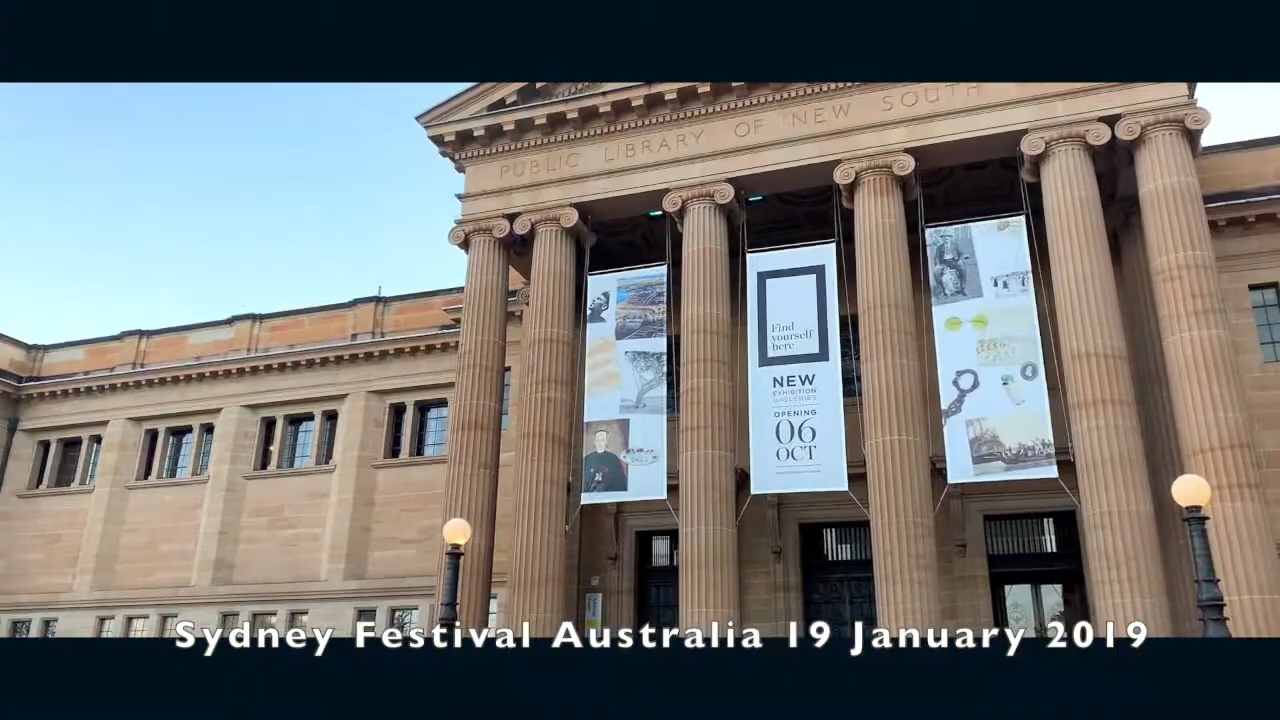 PUBLIC LIBRARY OF NEW SOUTH
Find
yourself
here
NEW
EXHIBITION
GALLERIES
OPENING
06
OCT
Sydney Festival Australia 19 January 2019